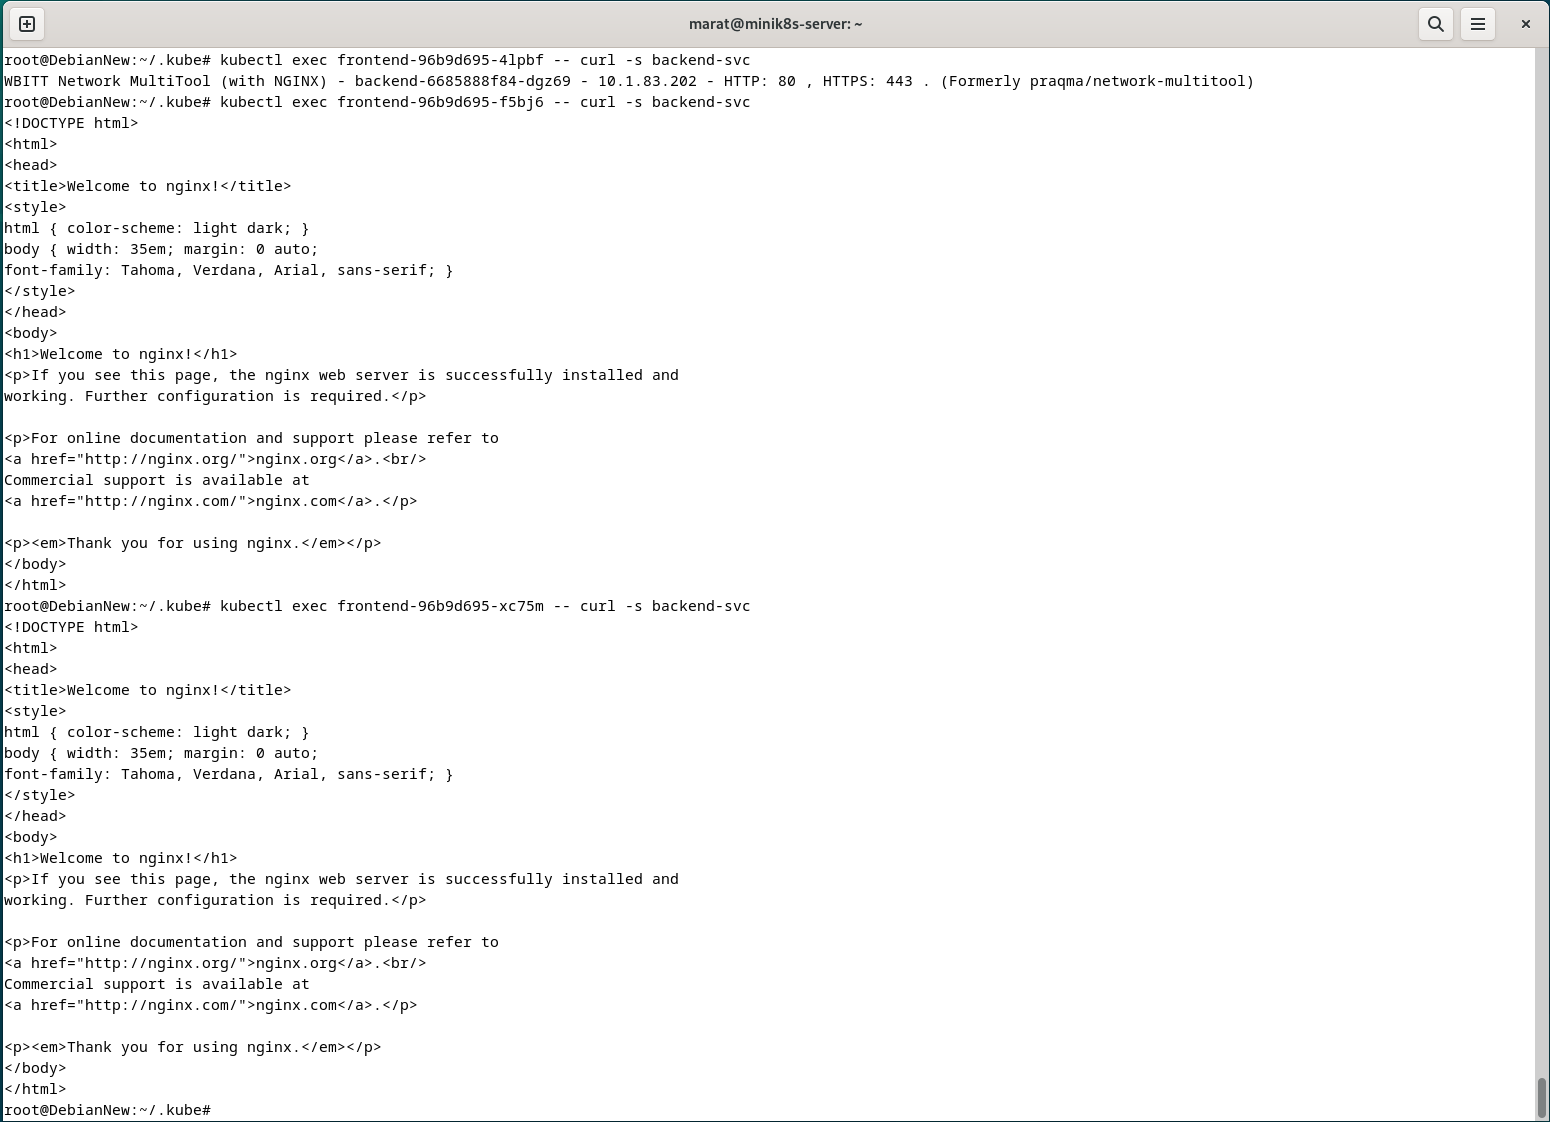 marat@minik8s-server: ~
root@DebianNew:~/.kube# kubectl exec frontend-96b9d695-4lpbf -- curl -s backend-svc
WBITT Network MultiTool (with NGINX) - backend-6685888f84-dgz69 - 10.1.83.202 - HTTP: 80 , HTTPS: 443 . (Formerly praqma/network-multitool)
root@DebianNew:~/.kube# kubectl exec frontend-96b9d695-f5bj6 -- curl -s backend-svc
<!DOCTYPE html>
<html>
<head>
<title>Welcome to nginx!</title>
<style>
html { color-scheme: light dark; }
body { width: 35em; margin: 0 auto;
font-family: Tahoma, Verdana, Arial, sans-serif; }
</style>
</head>
<body>
<h1>Welcome to nginx!</h1>
<p>If you see this page, the nginx web server is successfully installed and
working. Further configuration is required.</p>

<p>For online documentation and support please refer to
<a href="http://nginx.org/">nginx.org</a>.<br/>
Commercial support is available at
<a href="http://nginx.com/">nginx.com</a>.</p>

<p><em>Thank you for using nginx.</em></p>
</body>
</html>
root@DebianNew:~/.kube# kubectl exec frontend-96b9d695-xc75m -- curl -s backend-svc
<!DOCTYPE html>
<html>
<head>
<title>Welcome to nginx!</title>
<style>
html { color-scheme: light dark; }
body { width: 35em; margin: 0 auto;
font-family: Tahoma, Verdana, Arial, sans-serif; }
</style>
</head>
<body>
<h1>Welcome to nginx!</h1>
<p>If you see this page, the nginx web server is successfully installed and
working. Further configuration is required.</p>

<p>For online documentation and support please refer to
<a href="http://nginx.org/">nginx.org</a>.<br/>
Commercial support is available at
<a href="http://nginx.com/">nginx.com</a>.</p>

<p><em>Thank you for using nginx.</em></p>
</body>
</html>
root@DebianNew:~/.kube#